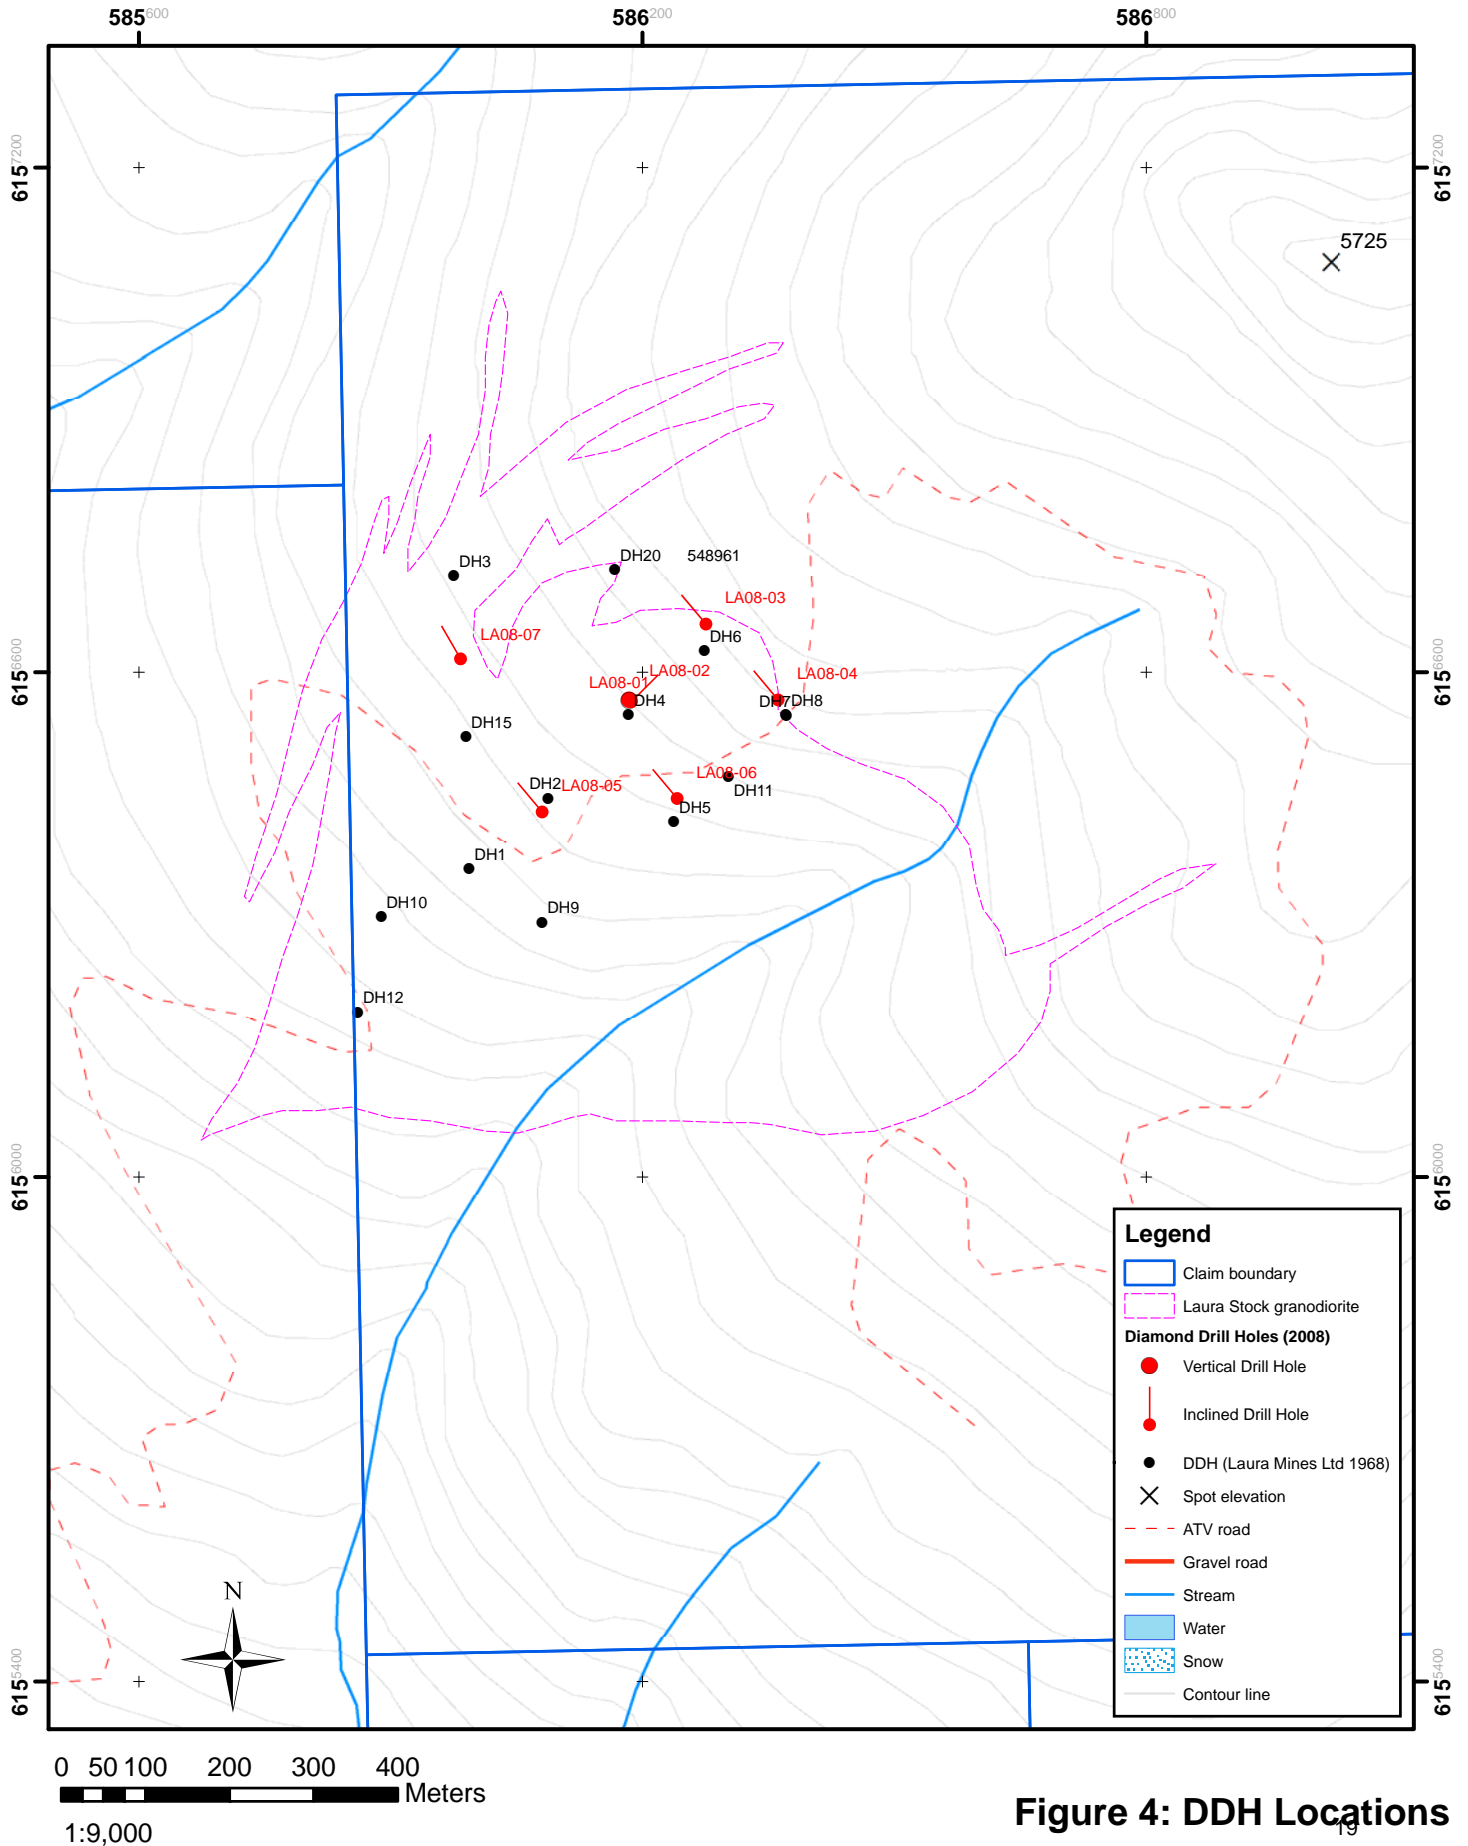 585600 586200 586800
6157200 6157200
5725
DH3 DH20 548961
LA08-03
LA08-07 DH6
6156600 6156600
LA08-02
LA08-01 LA08-04
DH4 DH7 DH8
DH15
LA08-06
DH2 LA08-05
DH11
DH5
DH1
DH10
DH9
DH12
6156000 6156000
Legend
Claim boundary
Laura Stock granodiorite
Diamond Drill Holes (2008)
Vertical Drill Hole
Inclined Drill Hole
DDH (Laura Mines Ltd 1968)
Spot elevation
ATV road
Gravel road
Stream
Water
Snow
Contour line
N
6155400 6155400
0 50 100 200 300 400
Meters
1:9,000
Figure 4: DDH Locations
19